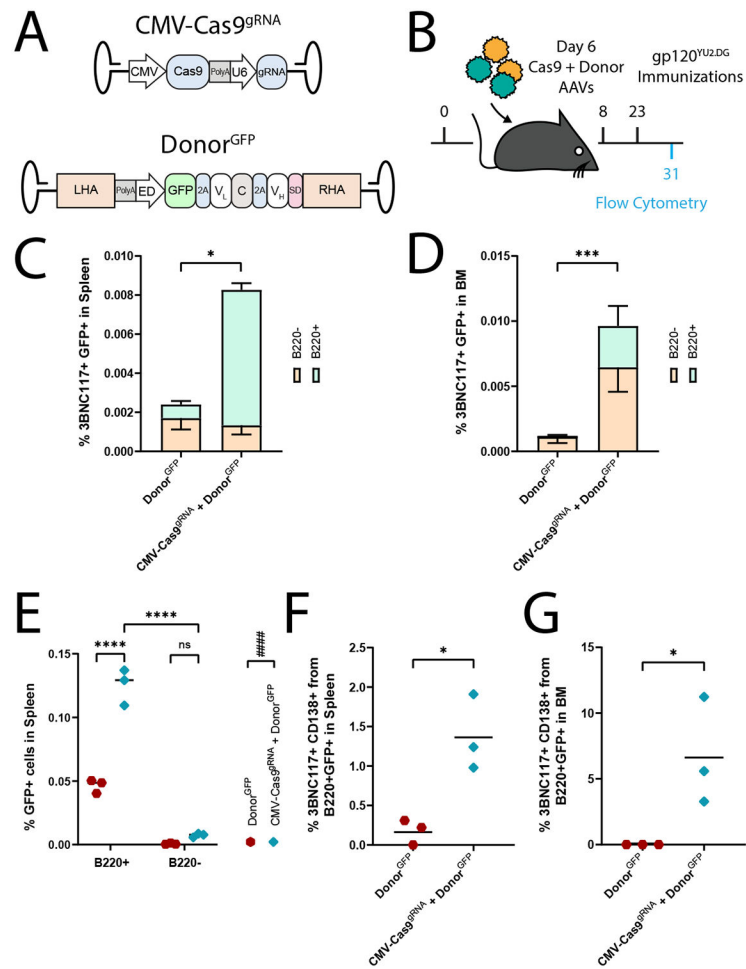 A
CMV-Cas9gRNA
CMV
Cas9
PolyA
U6
gRNA
DonorGFP
LHA
PolyA
ED
GFP
2A
VL
C
2A
VH
SD
RHA
B
Day 6
Cas9 + Donor
AAVs
gp120YU2.DG
Immunizations
0
8
23
31
Flow Cytometry
C
% 3BNC117+ GFP+ in Spleen
0.010
0.008
0.006
0.004
0.002
0.000
*
DonorGFP
CMV-Cas9gRNA + DonorGFP
B220-
B220+
D
% 3BNC117+ GFP+ in BM
0.015
0.010
0.005
0.000
***
DonorGFP
CMV-Cas9gRNA + DonorGFP
B220-
B220+
E
% GFP+ cells in Spleen
0.15
0.10
0.05
0.00
****
****
ns
B220+
B220-
####
DonorGFP
CMV-Cas9gRNA + DonorGFP
F
% 3BNC117+ CD138+ from
B220+GFP+ in Spleen
2.5
2.0
1.5
1.0
0.5
0.0
*
DonorGFP
CMV-Cas9gRNA + DonorGFP
G
% 3BNC117+ CD138+ from
B220+GFP+ in BM
15
10
5
0
*
DonorGFP
CMV-Cas9gRNA + DonorGFP